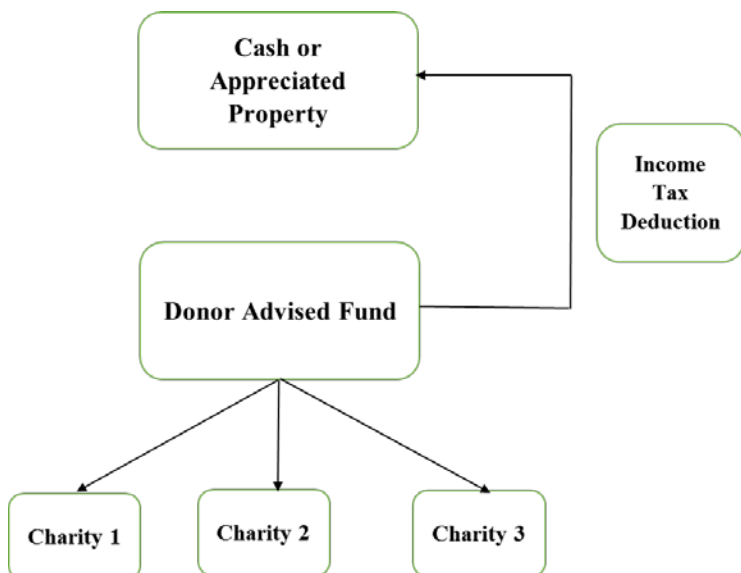 Cash or
Appreciated
Property
Income
Tax
Deduction
Donor Advised Fund
Charity 1
Charity 2
Charity 3